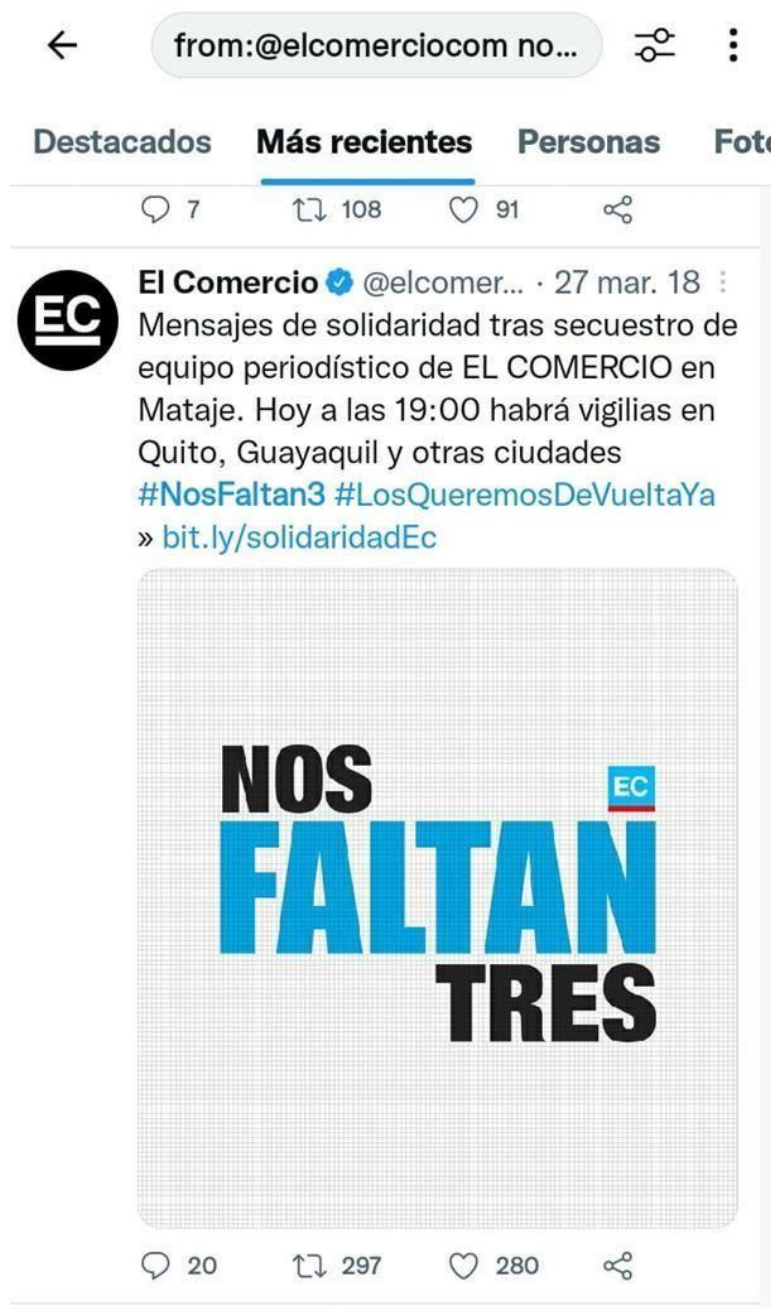 from:@elcomerciocom no...
Destacados Más recientes Personas Foto
7 108 91
El Comercio @elcomer... · 27 mar. 18
Mensajes de solidaridad tras secuestro de
equipo periodístico de EL COMERCIO en
Mataje. Hoy a las 19:00 habrá vigilias en
Quito, Guayaquil y otras ciudades
#NosFaltan3 #LosQueremosDeVueltaYa
» bit.ly/solidaridadEc
EC
NOS
EC
FALTAN
TRES
20 297 280